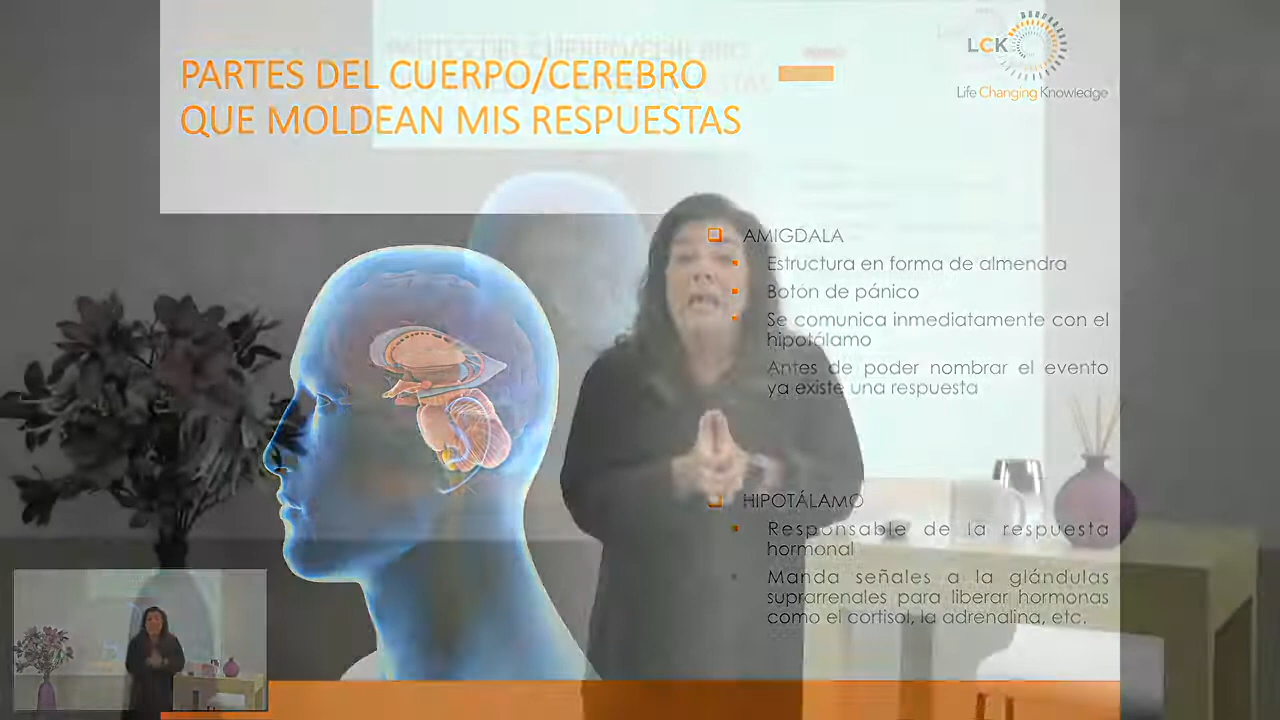 PARTES DEL CUERPO/CEREBRO
QUE MOLDEAN MIS RESPUESTAS
LCK
Life Changing Knowledge
AMIGDALA
Estructura en forma de almendra
Botón de pánico
Se comunica inmediatamente con el
hipotálamo
Antes de poder nombrar el evento
ya existe una respuesta
HIPOTÁLAMO
Responsable de la respuesta
hormonal
Manda señales a la glándulas
suprarrenales para liberar hormonas
como el cortisol, la adrenalina, etc.